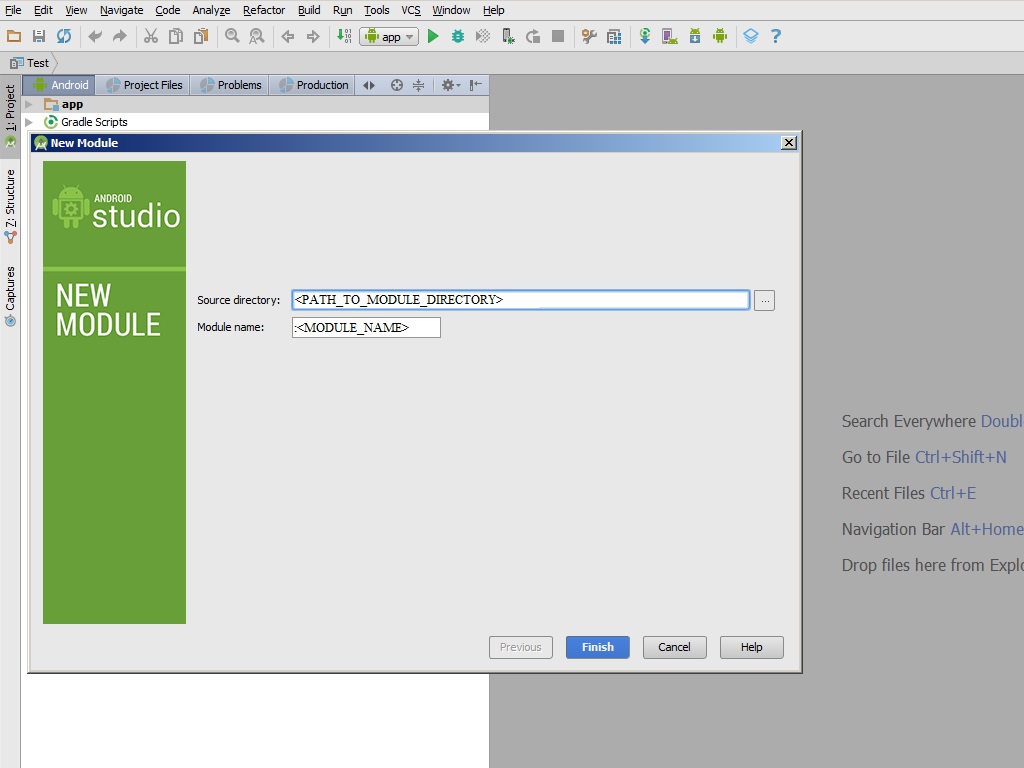 File Edit View Navigate Code Analyze Refactor Build Run Tools VCS Window Help
app
Test
Android Project Files Problems Production
1: Project
app
Gradle Scripts
New Module
Z: Structure
ANDROID
studio
Captures
NEW
MODULE
Source directory: <PATH_TO_MODULE_DIRECTORY> ...
Module name: :<MODULE_NAME>
Search Everywhere Doubl
Go to File Ctrl+Shift+N
Recent Files Ctrl+E
Navigation Bar Alt+Home
Drop files here from Explo
Previous Finish Cancel Help